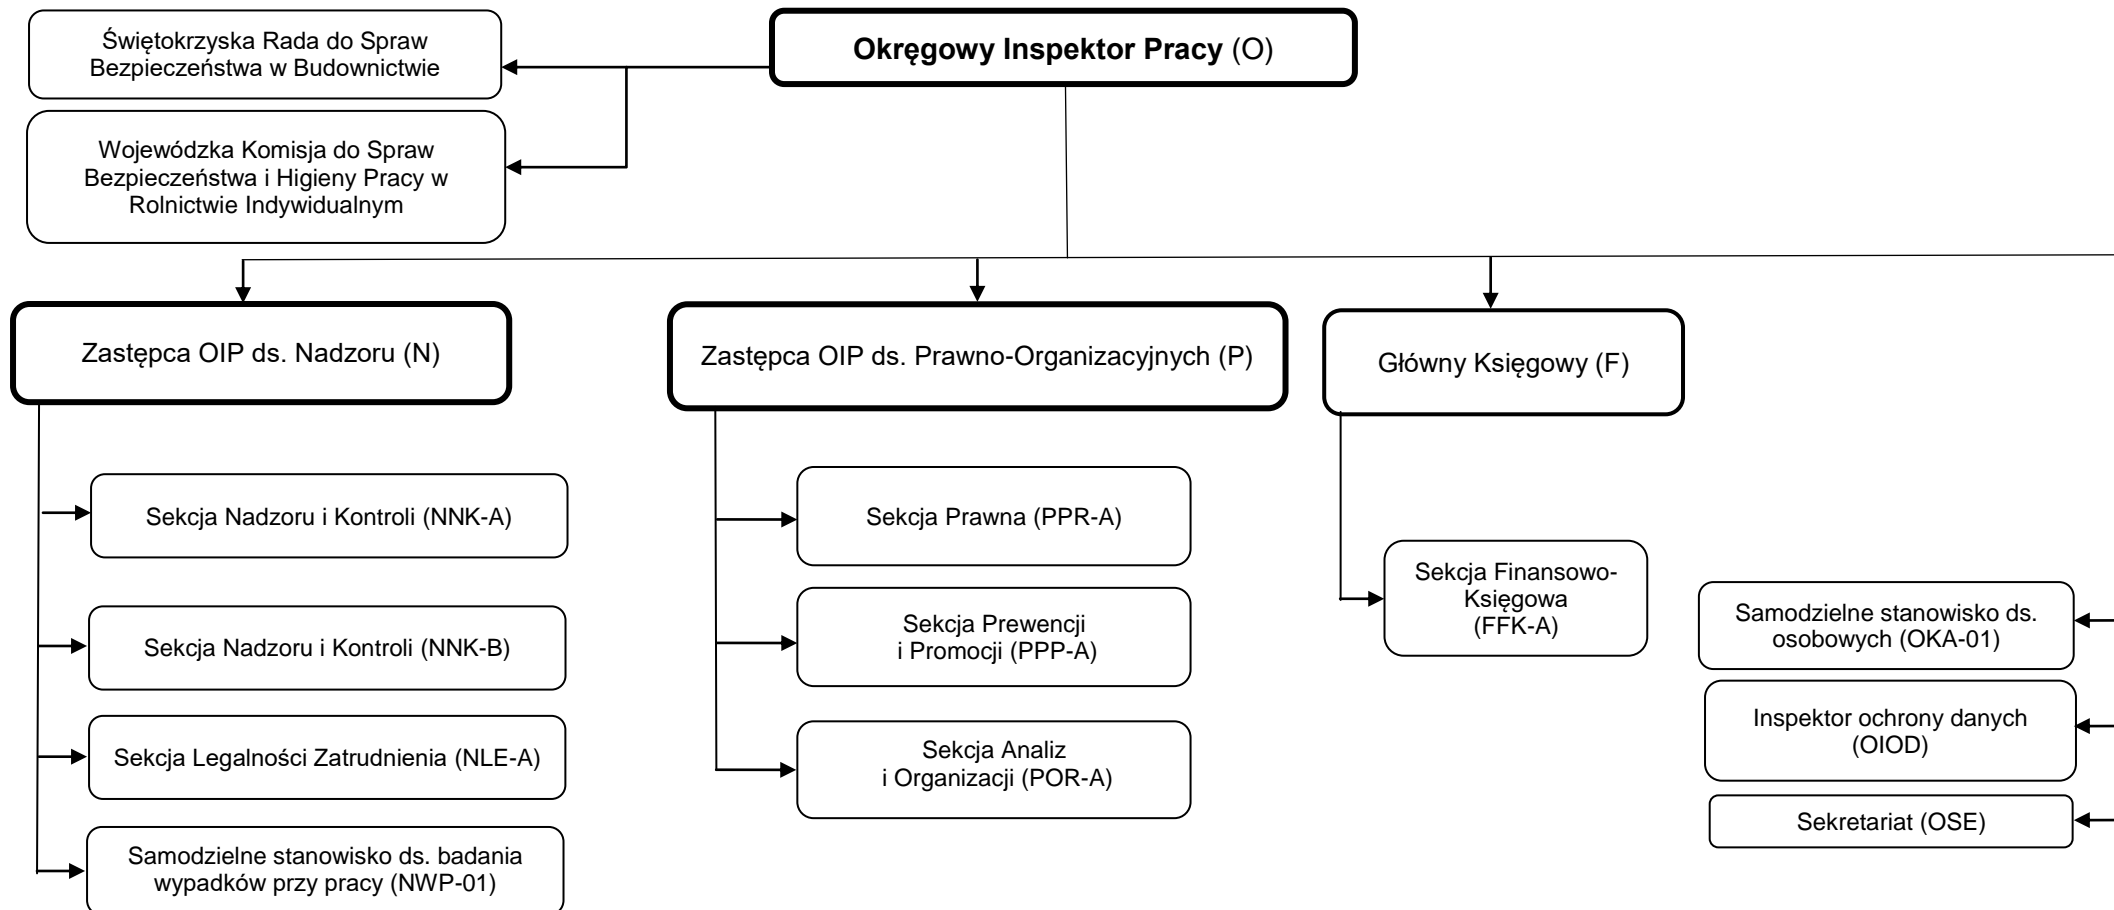 Świętokrzyska Rada do Spraw
Bezpieczeństwa w Budownictwie
Okręgowy Inspektor Pracy (O)
Wojewódzka Komisja do Spraw
Bezpieczeństwa i Higieny Pracy w
Rolnictwie Indywidualnym
Zastępca OIP ds. Nadzoru (N)
Zastępca OIP ds. Prawno-Organizacyjnych (P)
Główny Księgowy (F)
Sekcja Nadzoru i Kontroli (NNK-A)
Sekcja Nadzoru i Kontroli (NNK-B)
Sekcja Legalności Zatrudnienia (NLE-A)
Samodzielne stanowisko ds. badania
wypadków przy pracy (NWP-01)
Sekcja Prawna (PPR-A)
Sekcja Prewencji
i Promocji (PPP-A)
Sekcja Analiz
i Organizacji (POR-A)
Sekcja Finansowo-
Księgowa
(FFK-A)
Samodzielne stanowisko ds.
osobowych (OKA-01)
Inspektor ochrony danych
(OIOD)
Sekretariat (OSE)